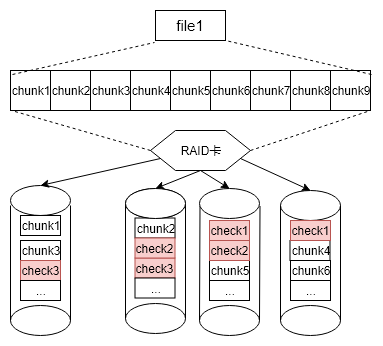 file1
chunk1 chunk2 chunk3 chunk4 chunk5 chunk6 chunk7 chunk8 chunk9
RAID卡
chunk1
chunk3
check3
...
chunk2
check2
check3
...
check1
check2
chunk5
...
check1
chunk4
chunk6
...